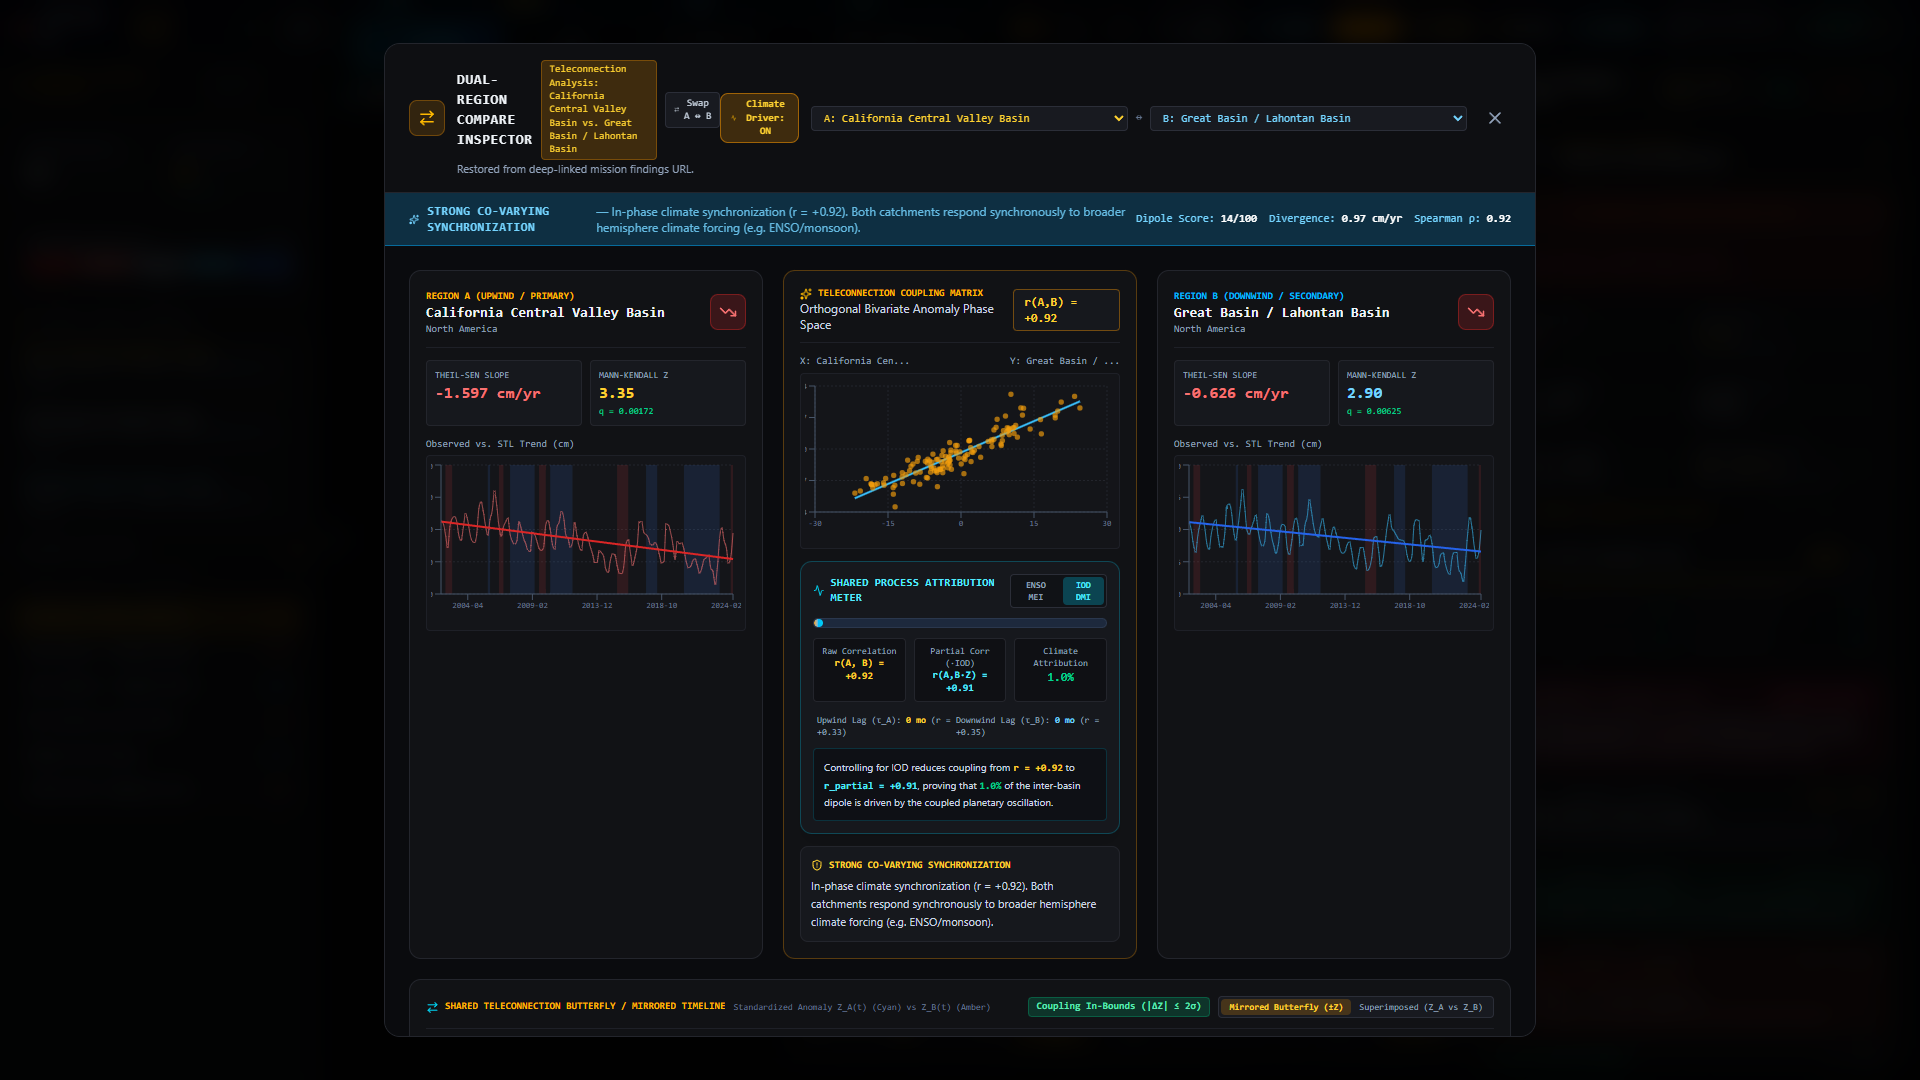 DUAL-
REGION
COMPARE
INSPECTOR
Teleconnection
Analysis:
California
Central Valley
Basin vs. Great
Basin / Lahontan
Basin
Swap
A ⇔ B
Climate
Driver:
ON
A: California Central Valley Basin
⇔
B: Great Basin / Lahontan Basin
Restored from deep-linked mission findings URL.
STRONG CO-VARYING
SYNCHRONIZATION
— In-phase climate synchronization (r = +0.92). Both catchments respond synchronously to broader
hemisphere climate forcing (e.g. ENSO/monsoon).
Dipole Score: 14/100 Divergence: 0.97 cm/yr Spearman ρ: 0.92
REGION A (UPWIND / PRIMARY)
California Central Valley Basin
North America
THEIL-SEN SLOPE
-1.597 cm/yr
MANN-KENDALL Z
3.35
q = 0.00172
Observed vs. STL Trend (cm)
2004-04 2009-02 2013-12 2018-10 2024-02
TELECONNECTION COUPLING MATRIX
Orthogonal Bivariate Anomaly Phase
Space
r(A,B) =
+0.92
X: California Cen...
Y: Great Basin / ...
-30 -15 0 15 30
SHARED PROCESS ATTRIBUTION
METER
ENSO
MEI
IOD
DMI
Raw Correlation
r(A, B) =
+0.92
Partial Corr
(·IOD)
r(A,B·Z) =
+0.91
Climate
Attribution
1.0%
Upwind Lag (τ_A): 0 mo (r =
+0.33)
Downwind Lag (τ_B): 0 mo (r =
+0.35)
Controlling for IOD reduces coupling from r = +0.92 to
r_partial = +0.91, proving that 1.0% of the inter-basin
dipole is driven by the coupled planetary oscillation.
STRONG CO-VARYING SYNCHRONIZATION
In-phase climate synchronization (r = +0.92). Both
catchments respond synchronously to broader hemisphere
climate forcing (e.g. ENSO/monsoon).
REGION B (DOWNWIND / SECONDARY)
Great Basin / Lahontan Basin
North America
THEIL-SEN SLOPE
-0.626 cm/yr
MANN-KENDALL Z
2.90
q = 0.00625
Observed vs. STL Trend (cm)
2004-04 2009-02 2013-12 2018-10 2024-02
SHARED TELECONNECTION BUTTERFLY / MIRRORED TIMELINE
Standardized Anomaly Z_A(t) (Cyan) vs Z_B(t) (Amber)
Coupling In-Bounds (|ΔZ| ≤ 2σ)
Mirrored Butterfly (±Z)
Superimposed (Z_A vs Z_B)